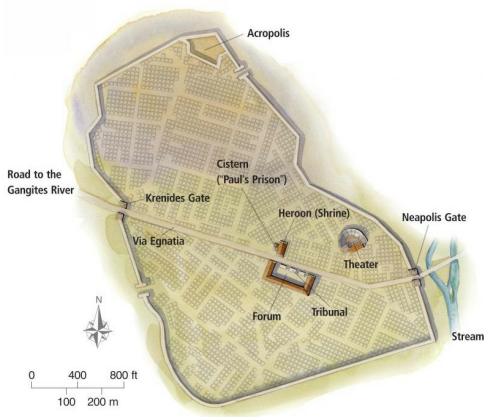 Acropolis
Cistern
("Paul's Prison")
Road to the
Gangites River
Krenides Gate
Heroon (Shrine)
Neapolis Gate
Via Egnatia
Theater
Forum
Tribunal
Stream
N
0 400 800 ft
100 200 m